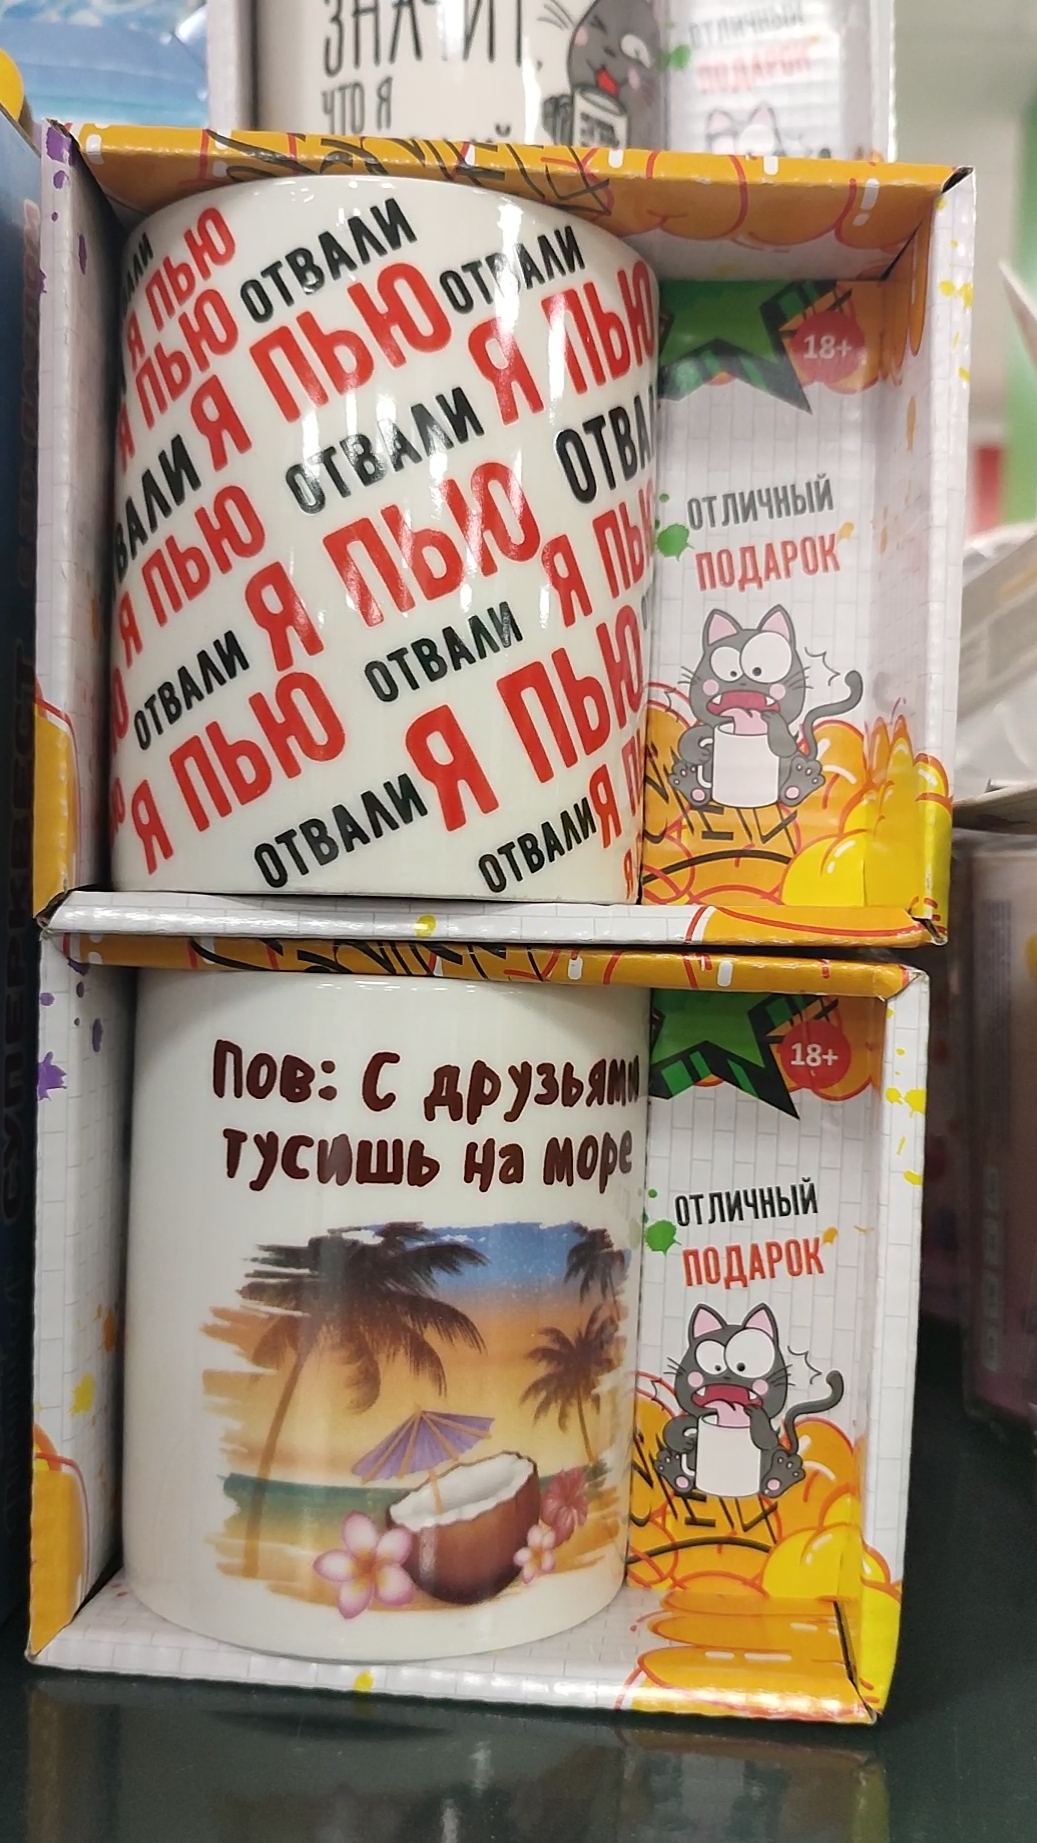 ЗНАЧИТ,
ЧТО Я
ОТЛИЧНЫЙ
ПОДАРОК
Я ПЬЮ
ОТВАЛИ
Я ПЬЮ
ОТВАЛИ
Я ПЬЮ
Я ПЬЮ
ОТВАЛИ
Я ПЬЮ
ОТВАЛИ
Я ПЬЮ
ОТВАЛИ
Я ПЬЮ
ОТВАЛИ
Я ПЬЮ
ОТВАЛИ
Я ПЬЮ
ОТВАЛИ
18+
ОТЛИЧНЫЙ
ПОДАРОК
Пов: С друзьями
тусишь на море
18+
ОТЛИЧНЫЙ
ПОДАРОК